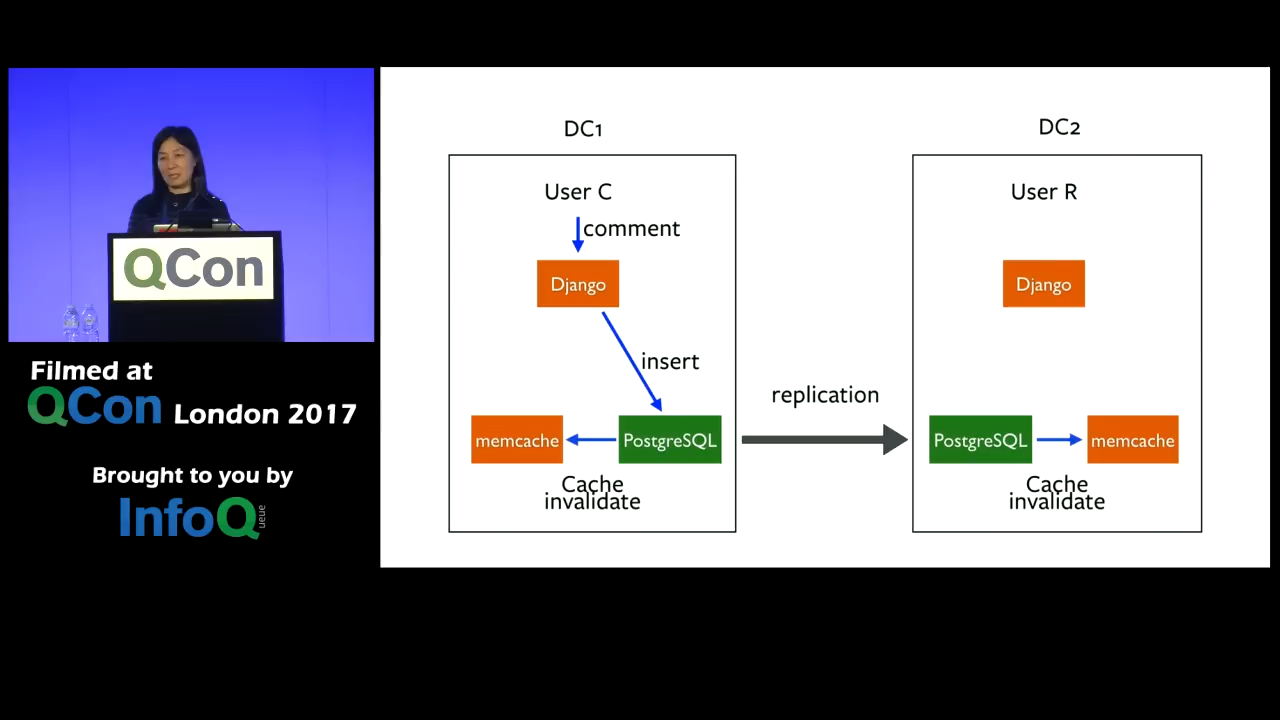 QCon
Filmed at
QCon London 2017
Brought to you by
InfoQ
ueue
DC1
User C
comment
Django
insert
memcache
PostgreSQL
Cache
invalidate
replication
DC2
User R
Django
PostgreSQL
memcache
Cache
invalidate